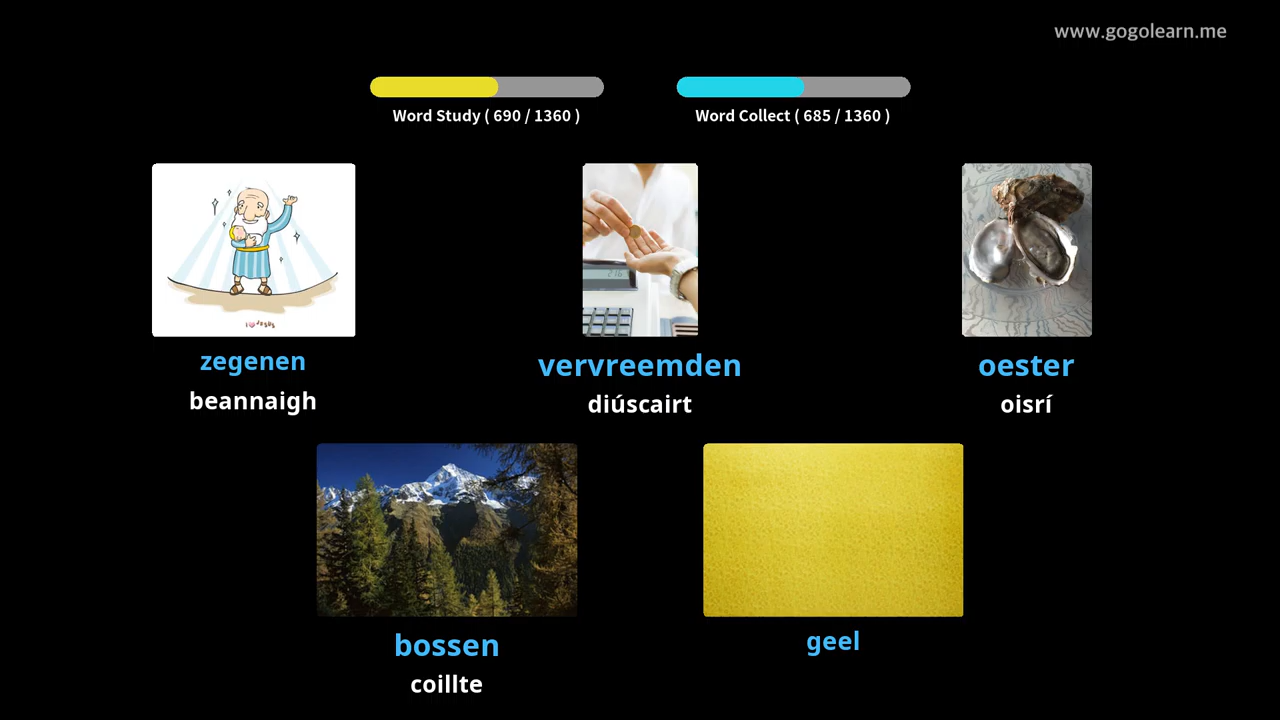 www.gogolearn.me
Word Study ( 690 / 1360 )
Word Collect ( 685 / 1360 )
I ❤ JESUS
zegenen
beannaigh
vervreemden
diúscairt
oester
oisrí
bossen
coillte
geel